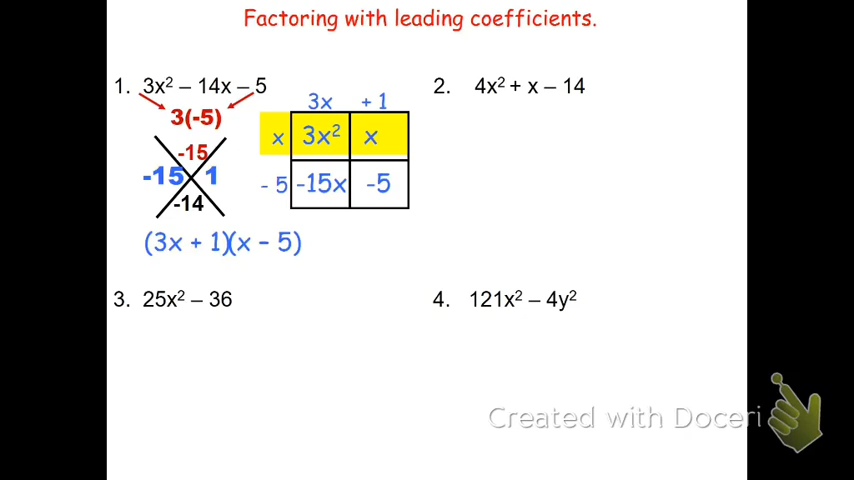 Factoring with leading coefficients.
1. 3x² – 14x – 5
3(-5)
-15
-15 1
-14
(3x + 1)(x – 5)
3x + 1
x 3x² x
- 5 -15x -5
2. 4x² + x – 14
3. 25x² – 36
4. 121x² – 4y²
Created with Doceri